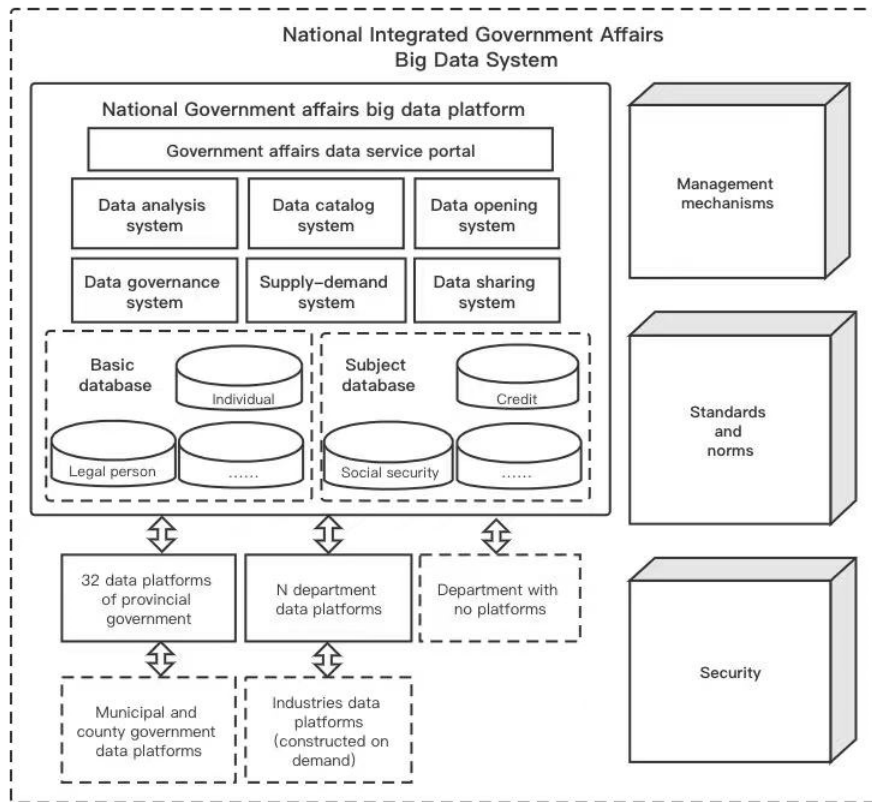 National Integrated Government Affairs
Big Data System
National Government affairs big data platform
Government affairs data service portal
Data analysis
system
Data catalog
system
Data opening
system
Data governance
system
Supply-demand
system
Data sharing
system
Basic
database
Individual
Legal person
......
Subject
database
Credit
Social security
......
32 data platforms
of provincial
government
N department
data platforms
Department with
no platforms
Municipal and
county government
data platforms
Industries data
platforms
(constructed on
demand)
Management
mechanisms
Standards
and
norms
Security